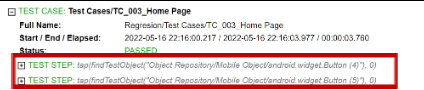 TEST CASE: Test Cases/TC_003_Home Page
Full Name: Regresion/Test Cases/TC_003_Home Page
Start / End / Elapsed: 2022-05-16 22:16:00.217 / 2022-05-16 22:16:03.977 / 00:00:03.760
Status: PASSED
TEST STEP: tap(findTestObject("Object Repository/Mobile Object/android.widget.Button (4)"), 0)
TEST STEP: tap(findTestObject("Object Repository/Mobile Object/android.widget.Button (5)"), 0)